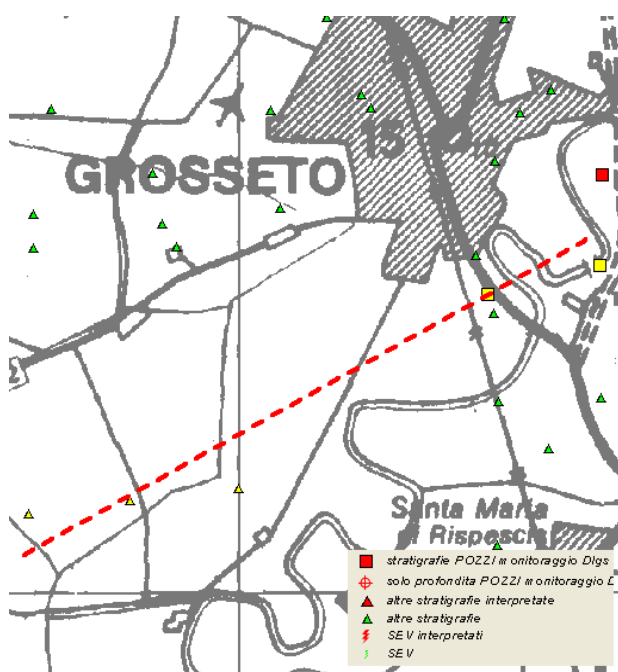 15
GROSSETO
Santa Maria
di Rispescia
stratigrafie POZZI monitoraggio Dlgs
solo profondita POZZI monitoraggio D
altre stratigrafie interpretate
altre stratigrafie
SEV interpretati
SEV